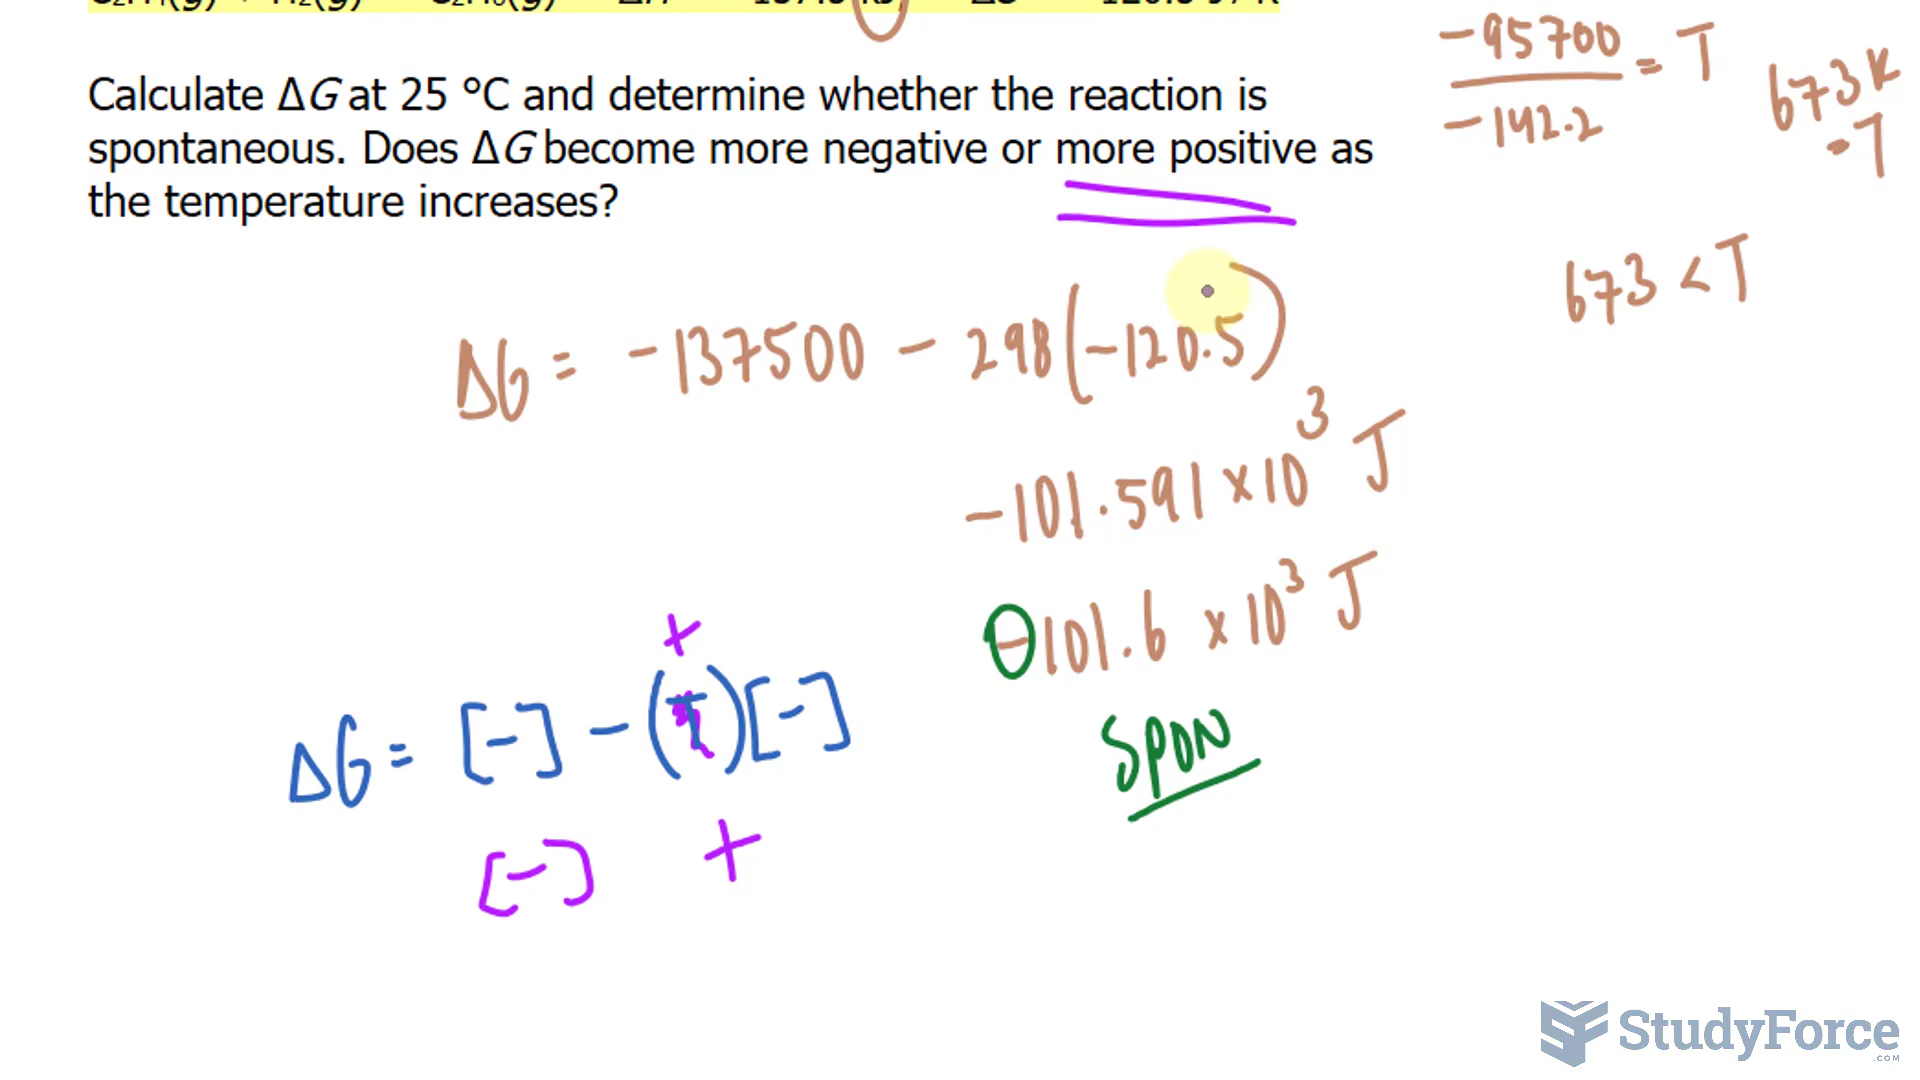 Calculate ΔG at 25 °C and determine whether the reaction is
spontaneous. Does ΔG become more negative or more positive as
the temperature increases?
-95700
/ -142.2 = T
673K
= T
673 < T
ΔG = -137500 - 298(-120.5)
-101.591 x 10³ J
-101.6 x 10³ J
SPON
+
ΔG = [-] - (T)[-]
[-] +
StudyForce
.COM